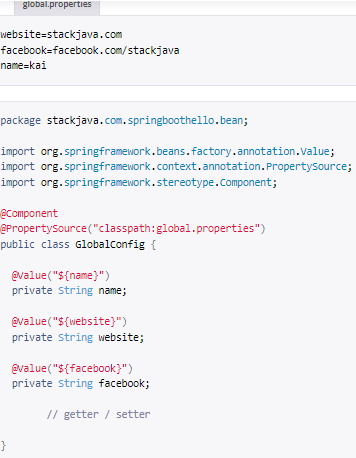 global.properties
website=stackjava.com
facebook=facebook.com/stackjava
name=kai
package stackjava.com.springboothello.bean;
import org.springframework.beans.factory.annotation.Value;
import org.springframework.context.annotation.PropertySource;
import org.springframework.stereotype.Component;
@Component
@PropertySource("classpath:global.properties")
public class GlobalConfig {
@Value("${name}")
private String name;
@Value("${website}")
private String website;
@Value("${facebook}")
private String facebook;
// getter / setter
}